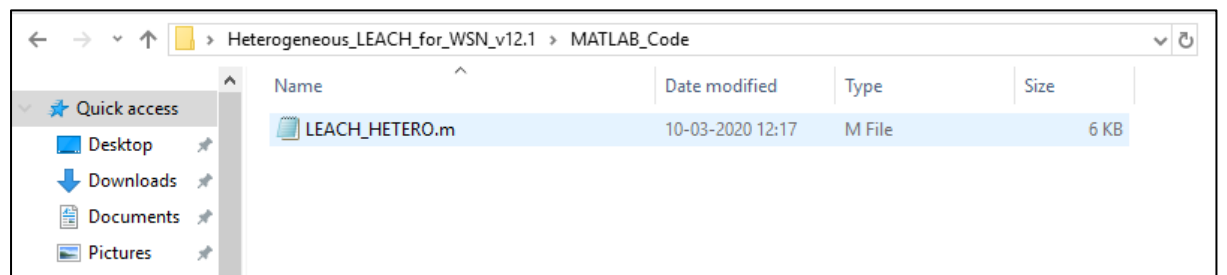 Heterogeneous_LEACH_for_WSN_v12.1 > MATLAB_Code
Name Date modified Type Size
Quick access
LEACH_HETERO.m 10-03-2020 12:17 M File 6 KB
Desktop
Downloads
Documents
Pictures